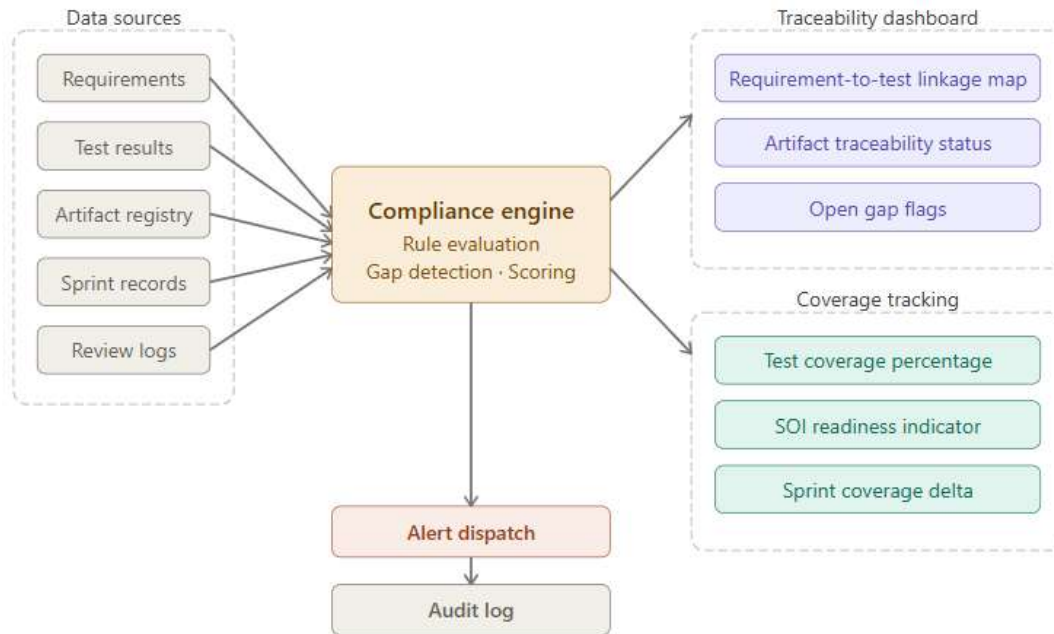 Data sources
Requirements
Test results
Artifact registry
Sprint records
Review logs
Compliance engine
Rule evaluation
Gap detection · Scoring
Alert dispatch
Audit log
Traceability dashboard
Requirement-to-test linkage map
Artifact traceability status
Open gap flags
Coverage tracking
Test coverage percentage
SOI readiness indicator
Sprint coverage delta